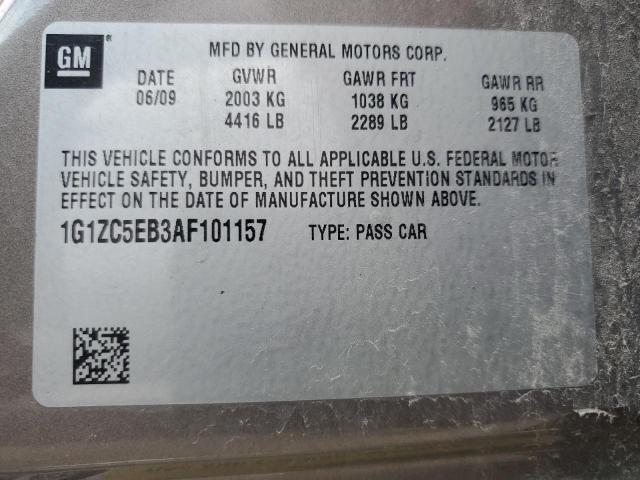 GM ®
MFD BY GENERAL MOTORS CORP.
DATE GVWR GAWR FRT GAWR RR
06/09 2003 KG 1038 KG 965 KG
4416 LB 2289 LB 2127 LB
THIS VEHICLE CONFORMS TO ALL APPLICABLE U.S. FEDERAL MOTOR
VEHICLE SAFETY, BUMPER, AND THEFT PREVENTION STANDARDS IN
EFFECT ON THE DATE OF MANUFACTURE SHOWN ABOVE.
1G1ZC5EB3AF101157 TYPE: PASS CAR